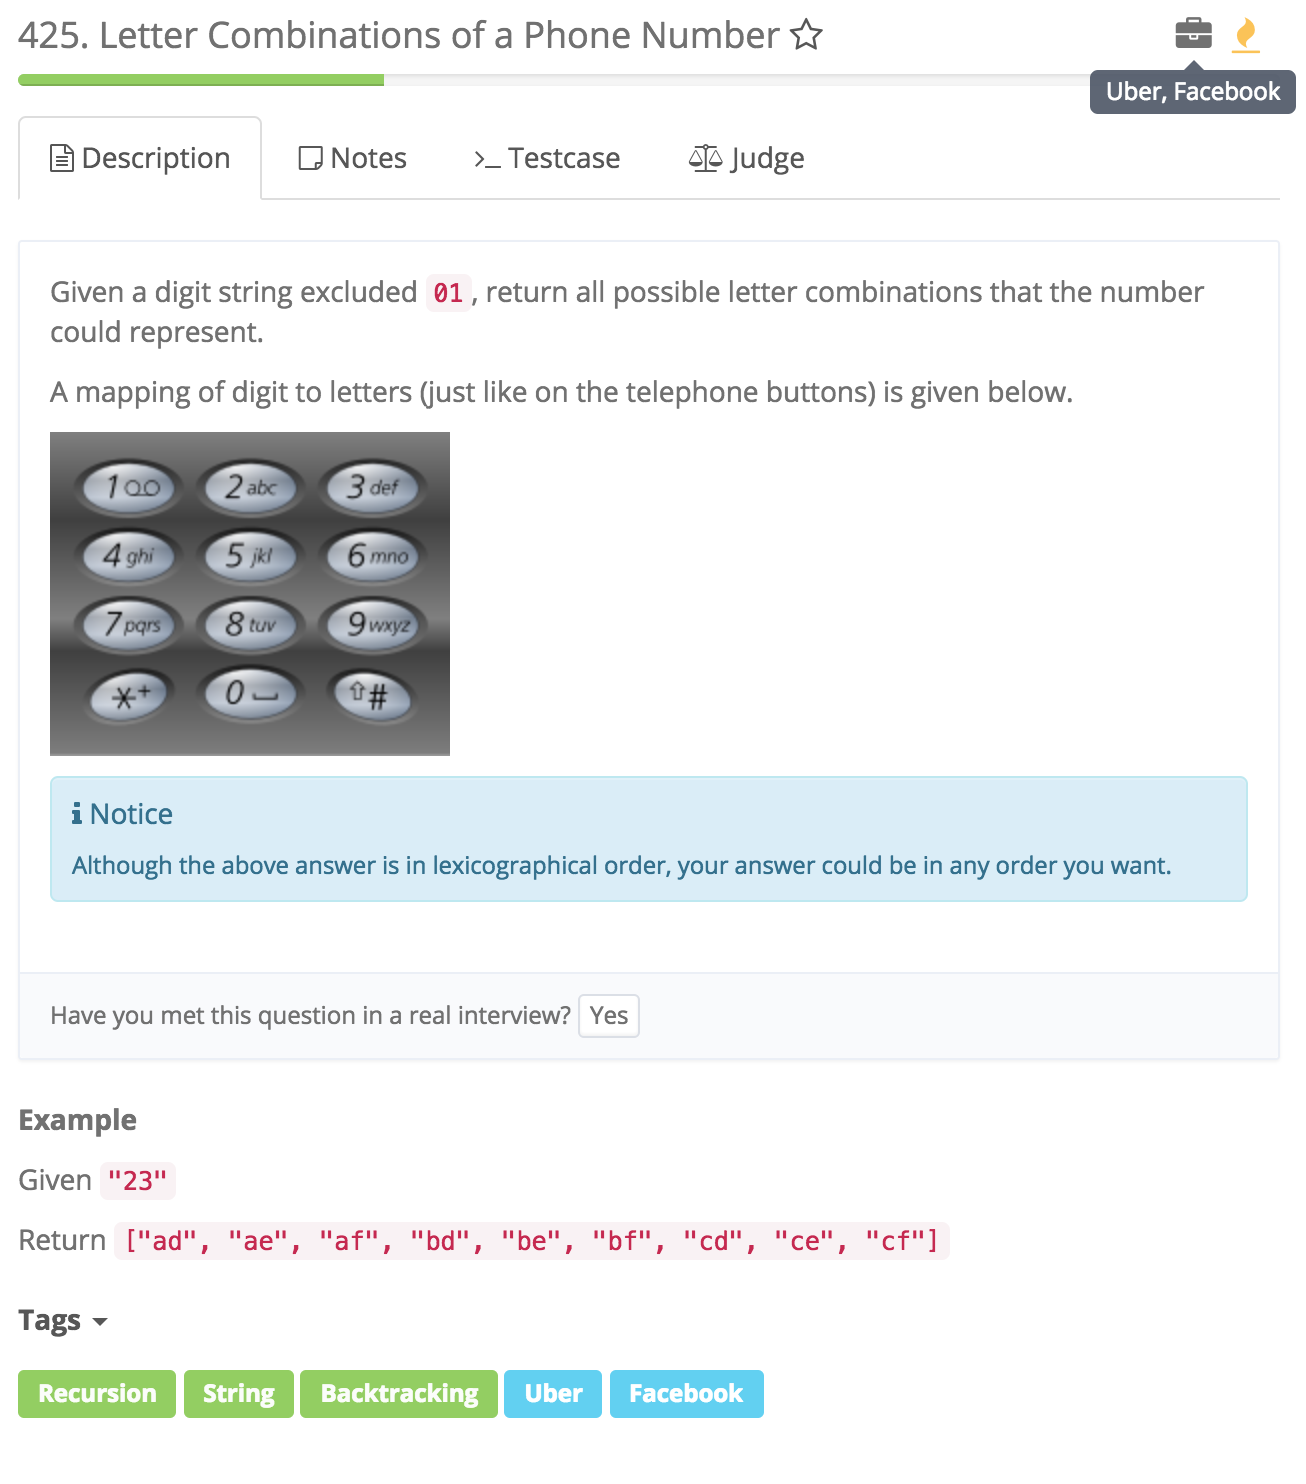 425. Letter Combinations of a Phone Number
Uber, Facebook
Description
Notes
>_ Testcase
Judge
Given a digit string excluded 01, return all possible letter combinations that the number
could represent.
A mapping of digit to letters (just like on the telephone buttons) is given below.
1 2 abc 3 def
4 ghi 5 jkl 6 mno
7 pqrs 8 tuv 9 wxyz
*+ 0 #
i Notice
Although the above answer is in lexicographical order, your answer could be in any order you want.
Have you met this question in a real interview? Yes
Example
Given "23"
Return ["ad", "ae", "af", "bd", "be", "bf", "cd", "ce", "cf"]
Tags
Recursion String Backtracking Uber Facebook